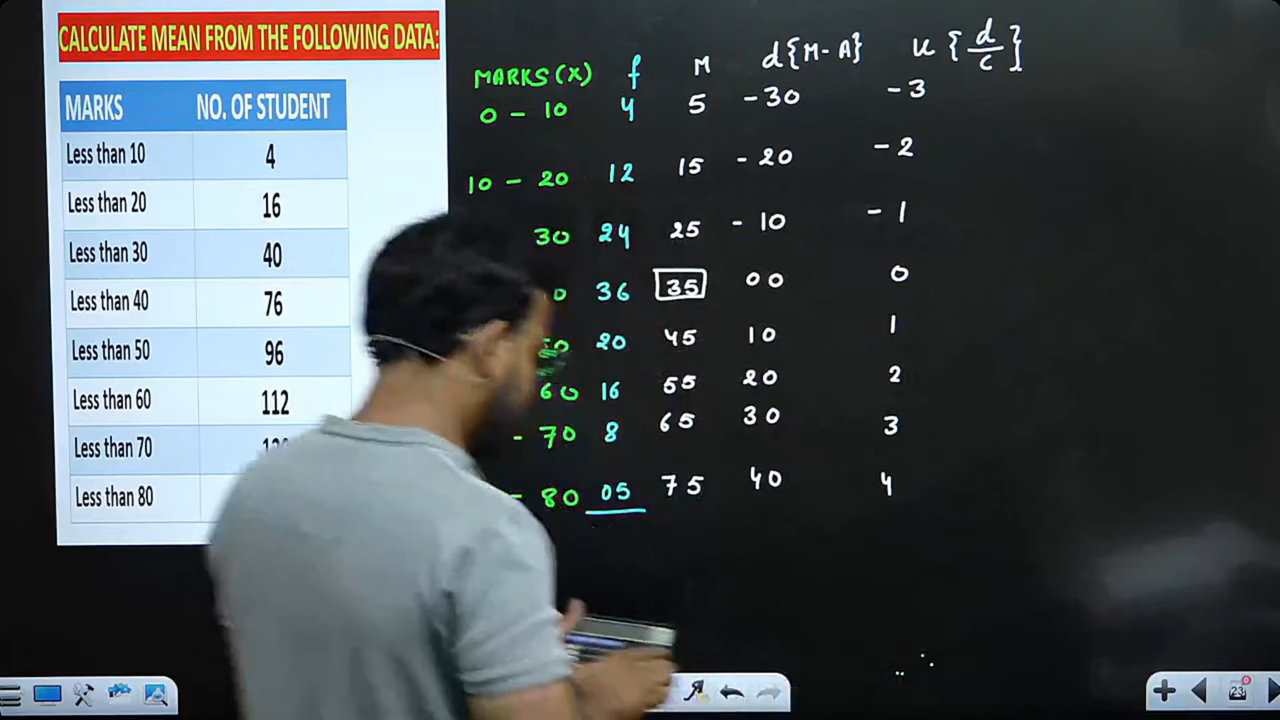 CALCULATE MEAN FROM THE FOLLOWING DATA:
MARKS NO. OF STUDENT
Less than 10 4
Less than 20 16
Less than 30 40
Less than 40 76
Less than 50 96
Less than 60 112
Less than 70
Less than 80
MARKS (X) f M d{M-A} u{d/c}
0 - 10 4 5 -30 -3
10 - 20 12 15 -20 -2
30 24 25 -10 -1
0 36 35 00 0
50 20 45 10 1
60 16 55 20 2
- 70 8 65 30 3
- 80 05 75 40 4
23